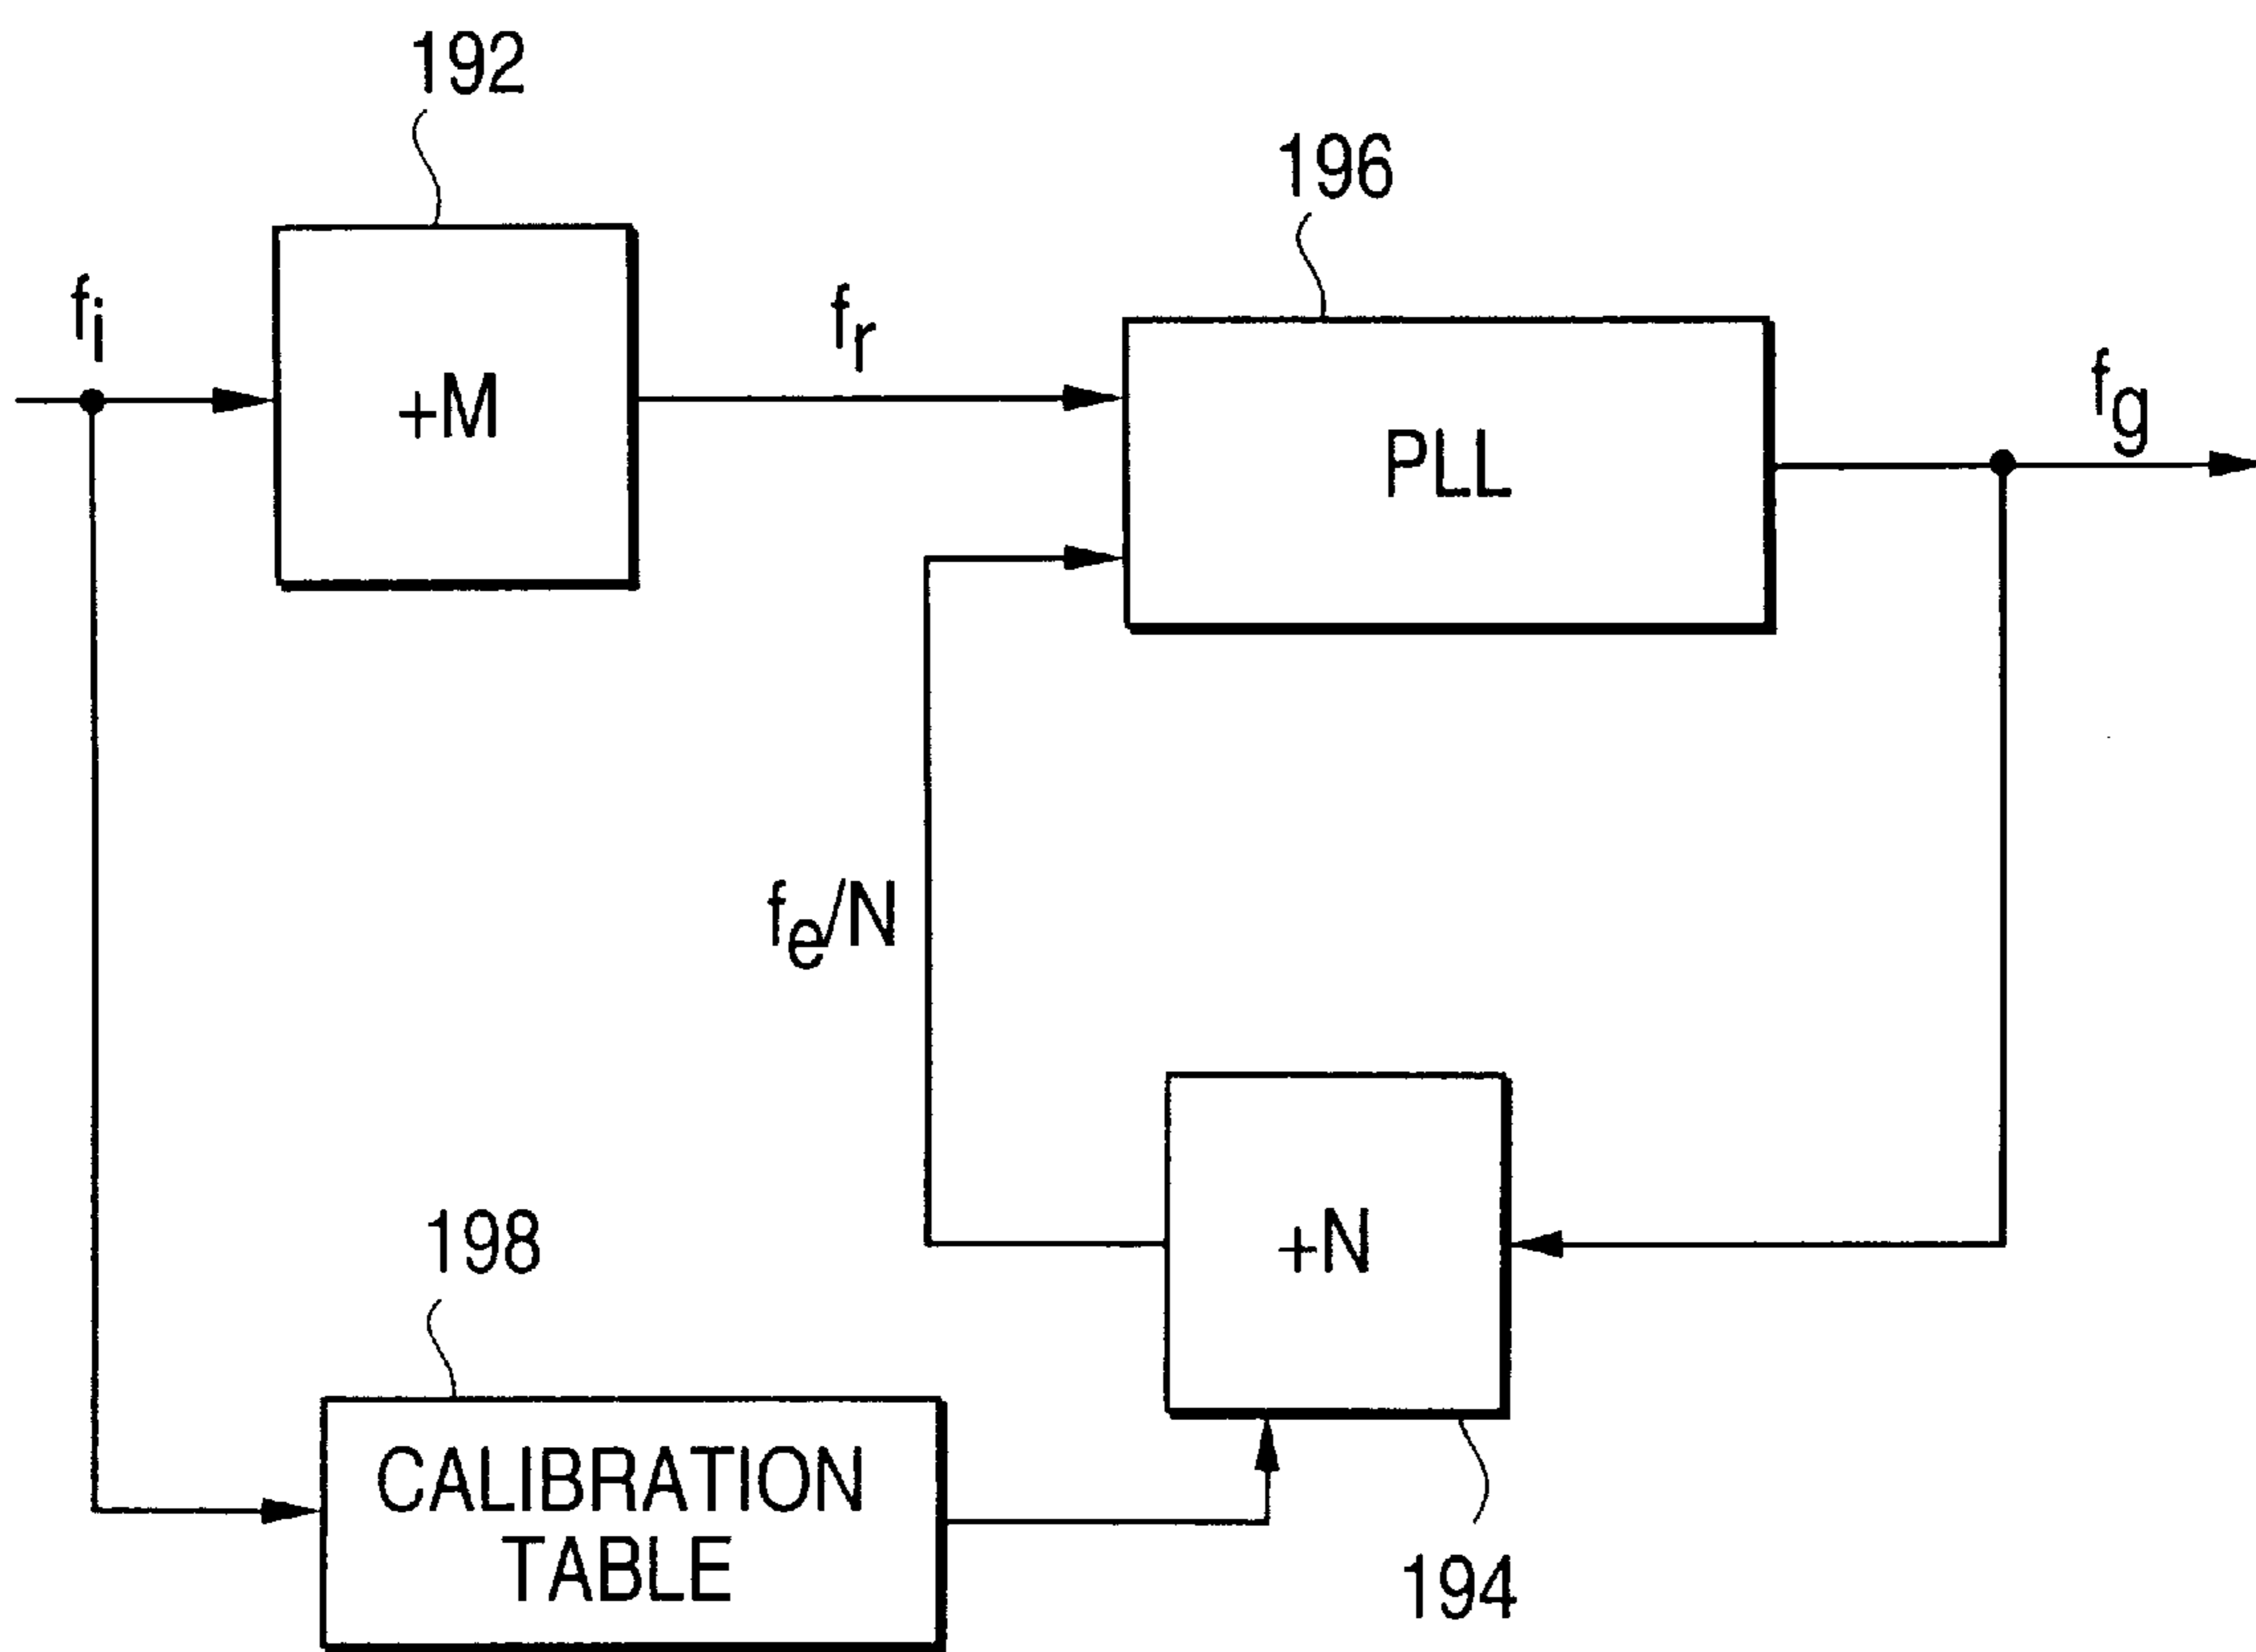 192
196
fi
+M
fr
PLL
fg
fe/N
198
+N
CALIBRATION
TABLE
194